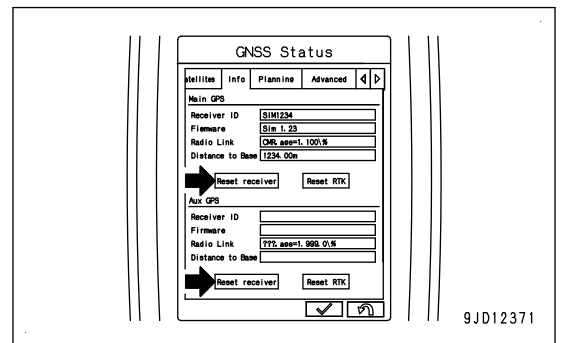 GNSS Status
atellites Info Planning Advanced
Main GPS
Receiver ID SIM1234
Flemware Sim 1.23
Radio Link CMR. age=1. 100\%
Distance to Base 1234.00m
Reset receiver Reset RTK
Aux GPS
Receiver ID
Firmware
Radio Link ???. age=1. 999. 0\%
Distance to Base
Reset receiver Reset RTK
9JD12371